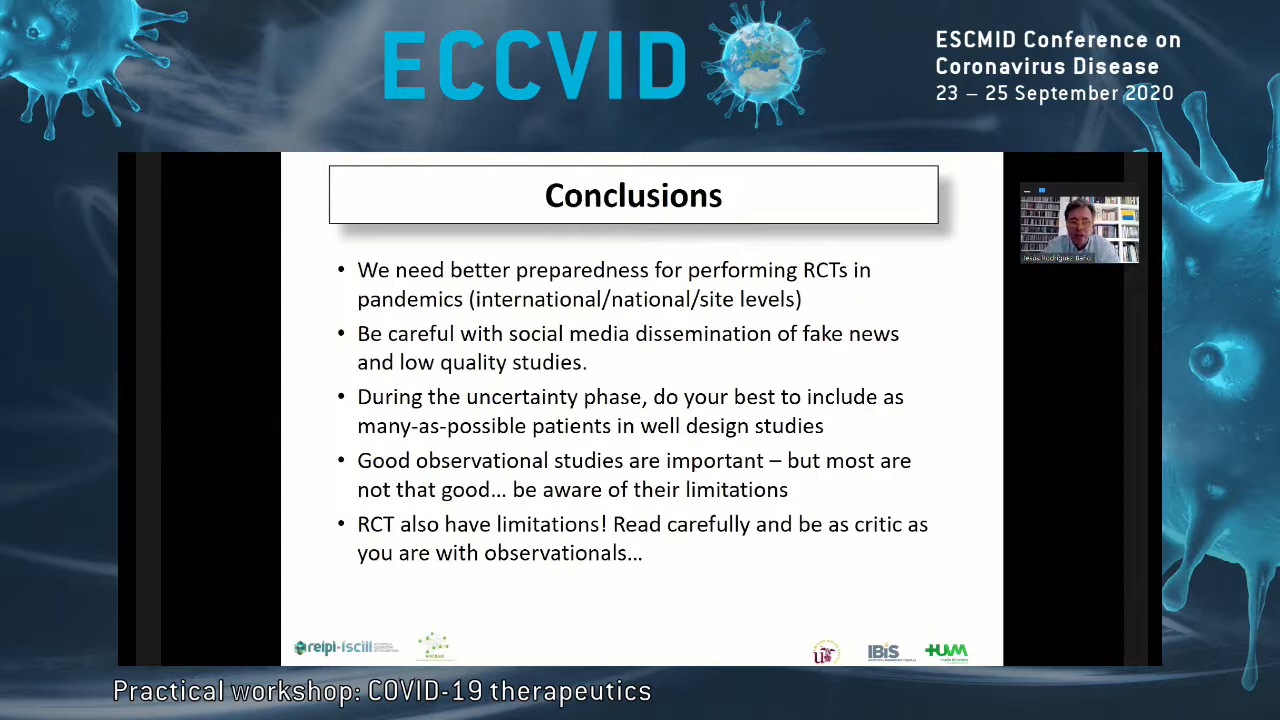 ECCVID
ESCMID Conference on
Coronavirus Disease
23 – 25 September 2020
Conclusions
• We need better preparedness for performing RCTs in
pandemics (international/national/site levels)
• Be careful with social media dissemination of fake news
and low quality studies.
• During the uncertainty phase, do your best to include as
many-as-possible patients in well design studies
• Good observational studies are important – but most are
not that good… be aware of their limitations
• RCT also have limitations! Read carefully and be as critic as
you are with observationals…
Jesús Rodríguez Baño
reipi-isciii
IBiS
HUVM
Practical workshop: COVID-19 therapeutics